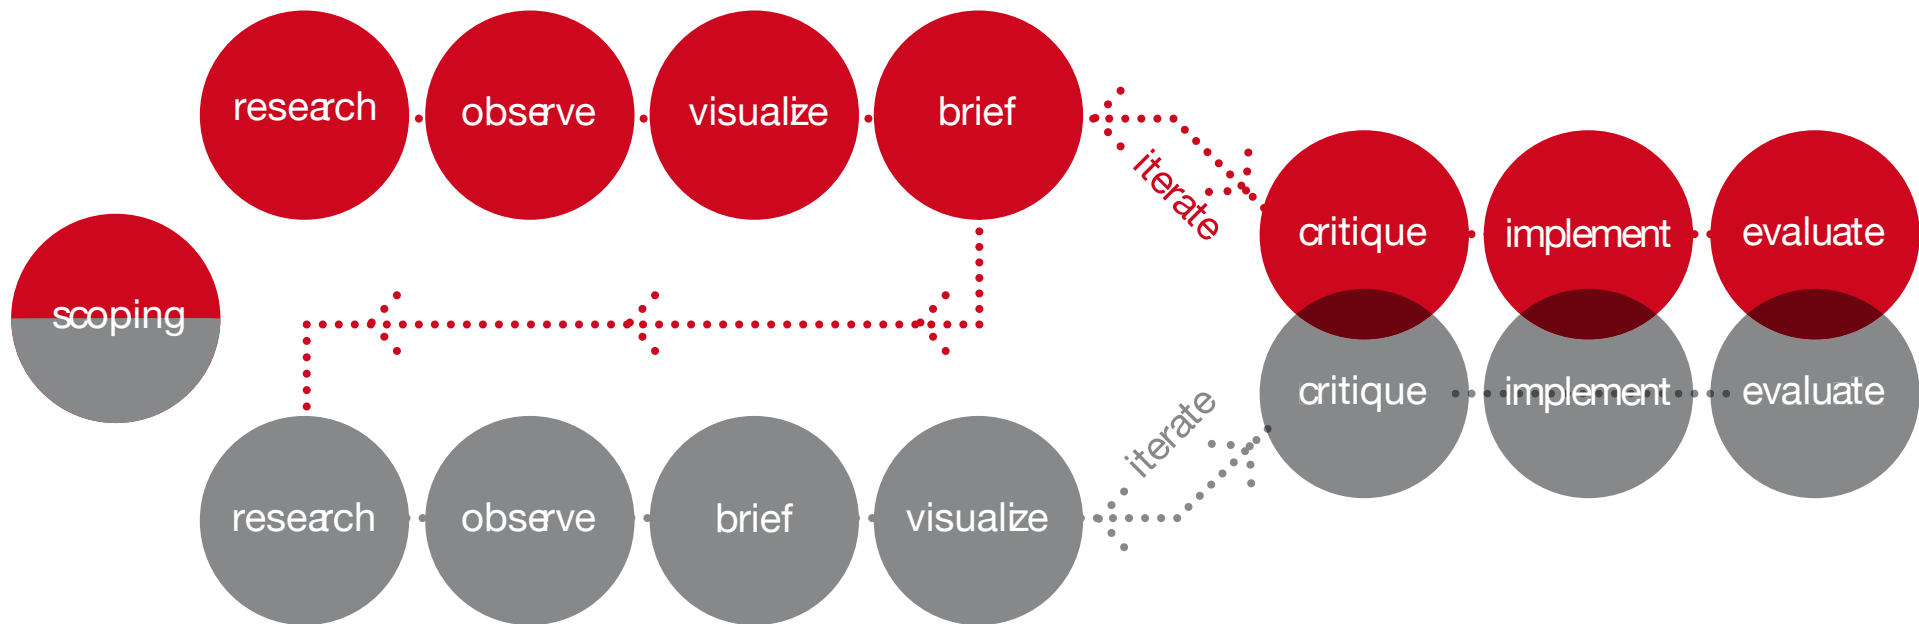 research
observe
visualize
brief
iterate
critique
implement
evaluate
scoping
iterate
critique
implement
evaluate
research
observe
brief
visualize